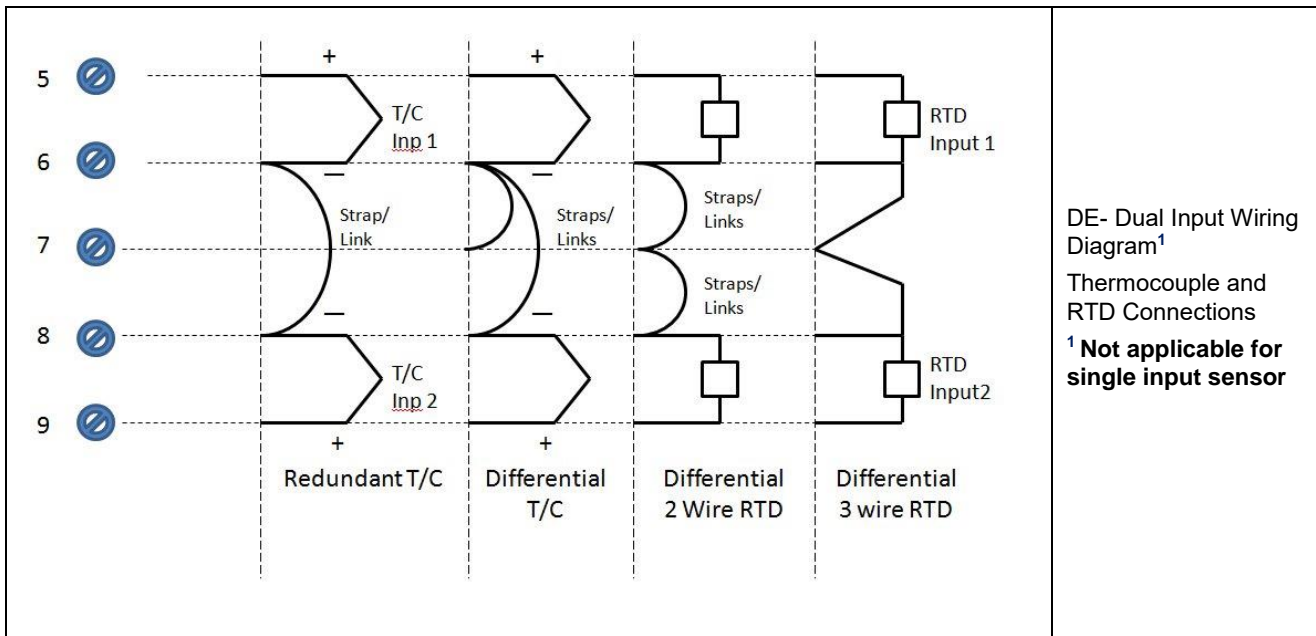 +
+
5
T/C
Inp 1
RTD
Input 1
6
—
—
Strap/
Link
Straps/
Links
Straps/
Links
7
Straps/
Links
—
—
8
T/C
Inp 2
RTD
Input2
9
+
+
Redundant T/C
Differential
T/C
Differential
2 Wire RTD
Differential
3 wire RTD
DE- Dual Input Wiring
Diagram1
Thermocouple and
RTD Connections
1 Not applicable for
single input sensor